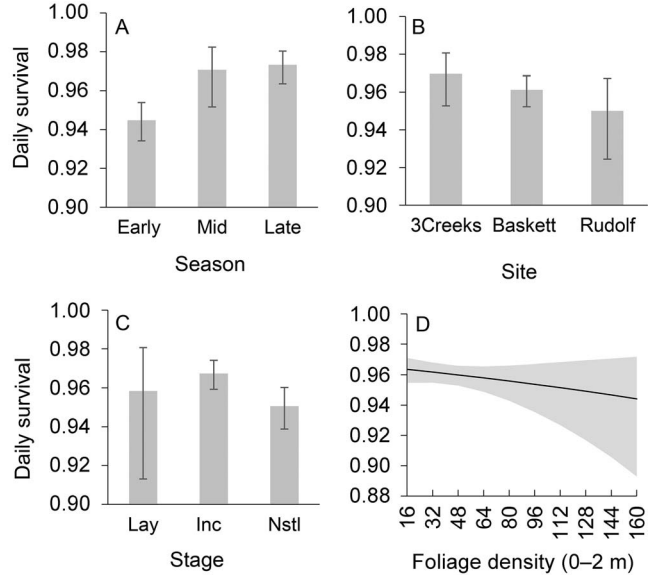 A
Daily survival
1.00
0.98
0.96
0.94
0.92
0.90
Early Mid Late
Season
B
1.00
0.98
0.96
0.94
0.92
0.90
3Creeks Baskett Rudolf
Site
C
Daily survival
1.00
0.98
0.96
0.94
0.92
0.90
Lay Inc Nstl
Stage
D
1.00
0.98
0.96
0.94
0.92
0.90
0.88
16 32 48 64 80 96 112 128 144 160
Foliage density (0–2 m)